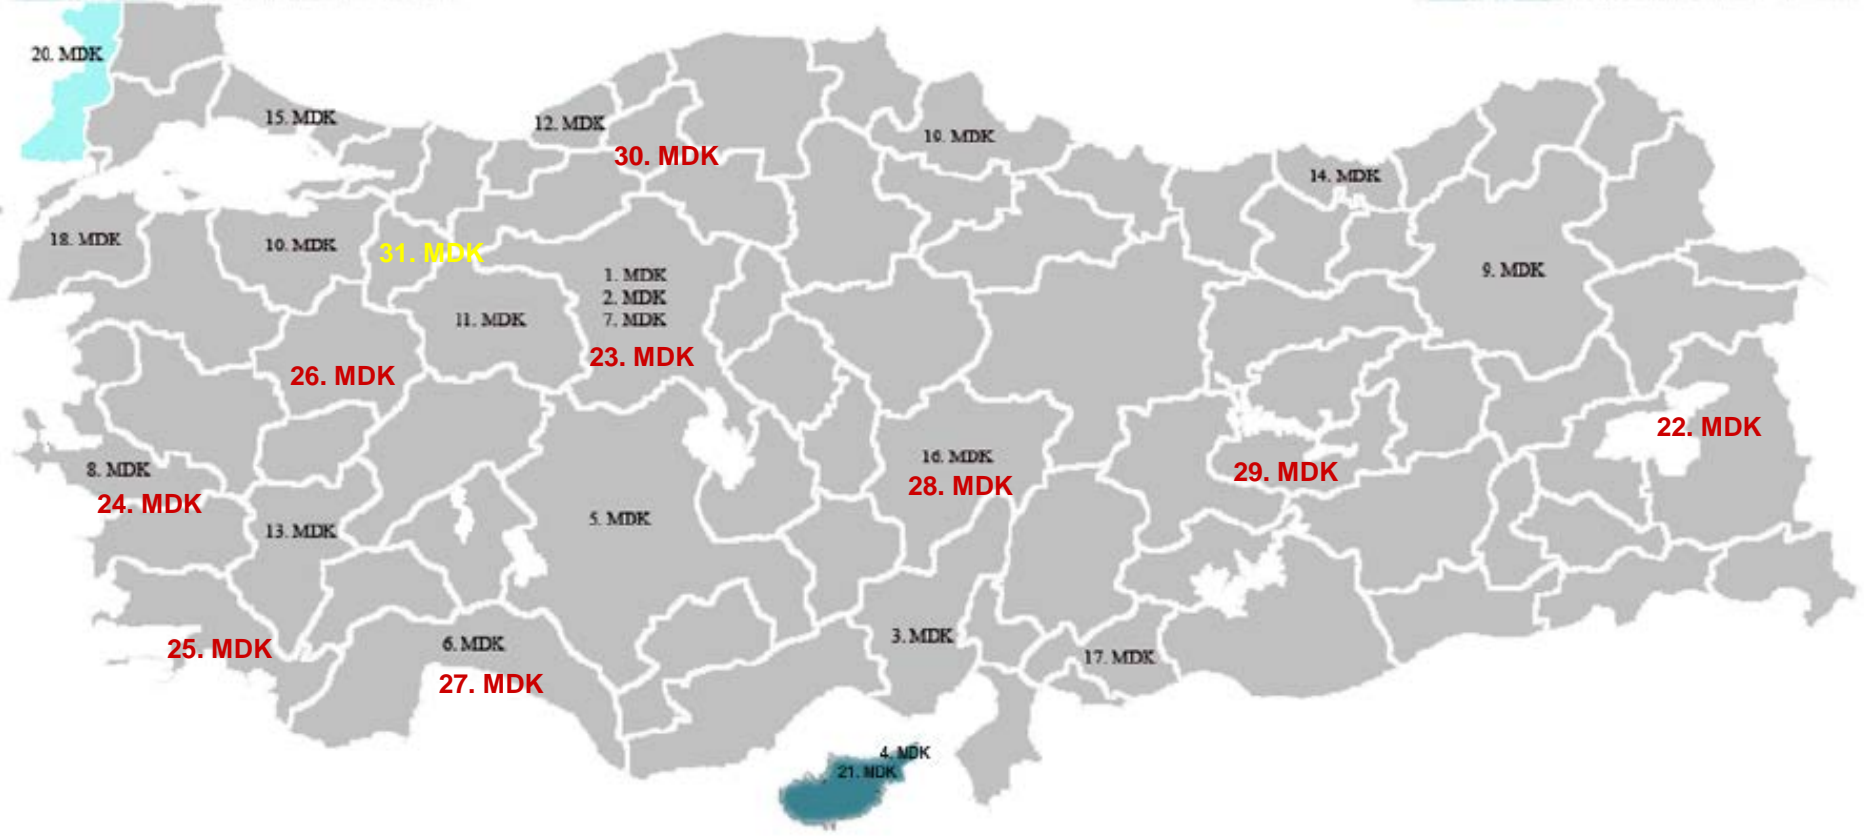 20. MDK
15. MDK
12. MDK
19. MDK
30. MDK
14. MDK
18. MDK
10. MDK
31. MDK
1. MDK
2. MDK
7. MDK
23. MDK
9. MDK
11. MDK
26. MDK
22. MDK
8. MDK
24. MDK
16. MDK
28. MDK
29. MDK
13. MDK
5. MDK
25. MDK
6. MDK
27. MDK
3. MDK
17. MDK
4. MDK
21. MDK